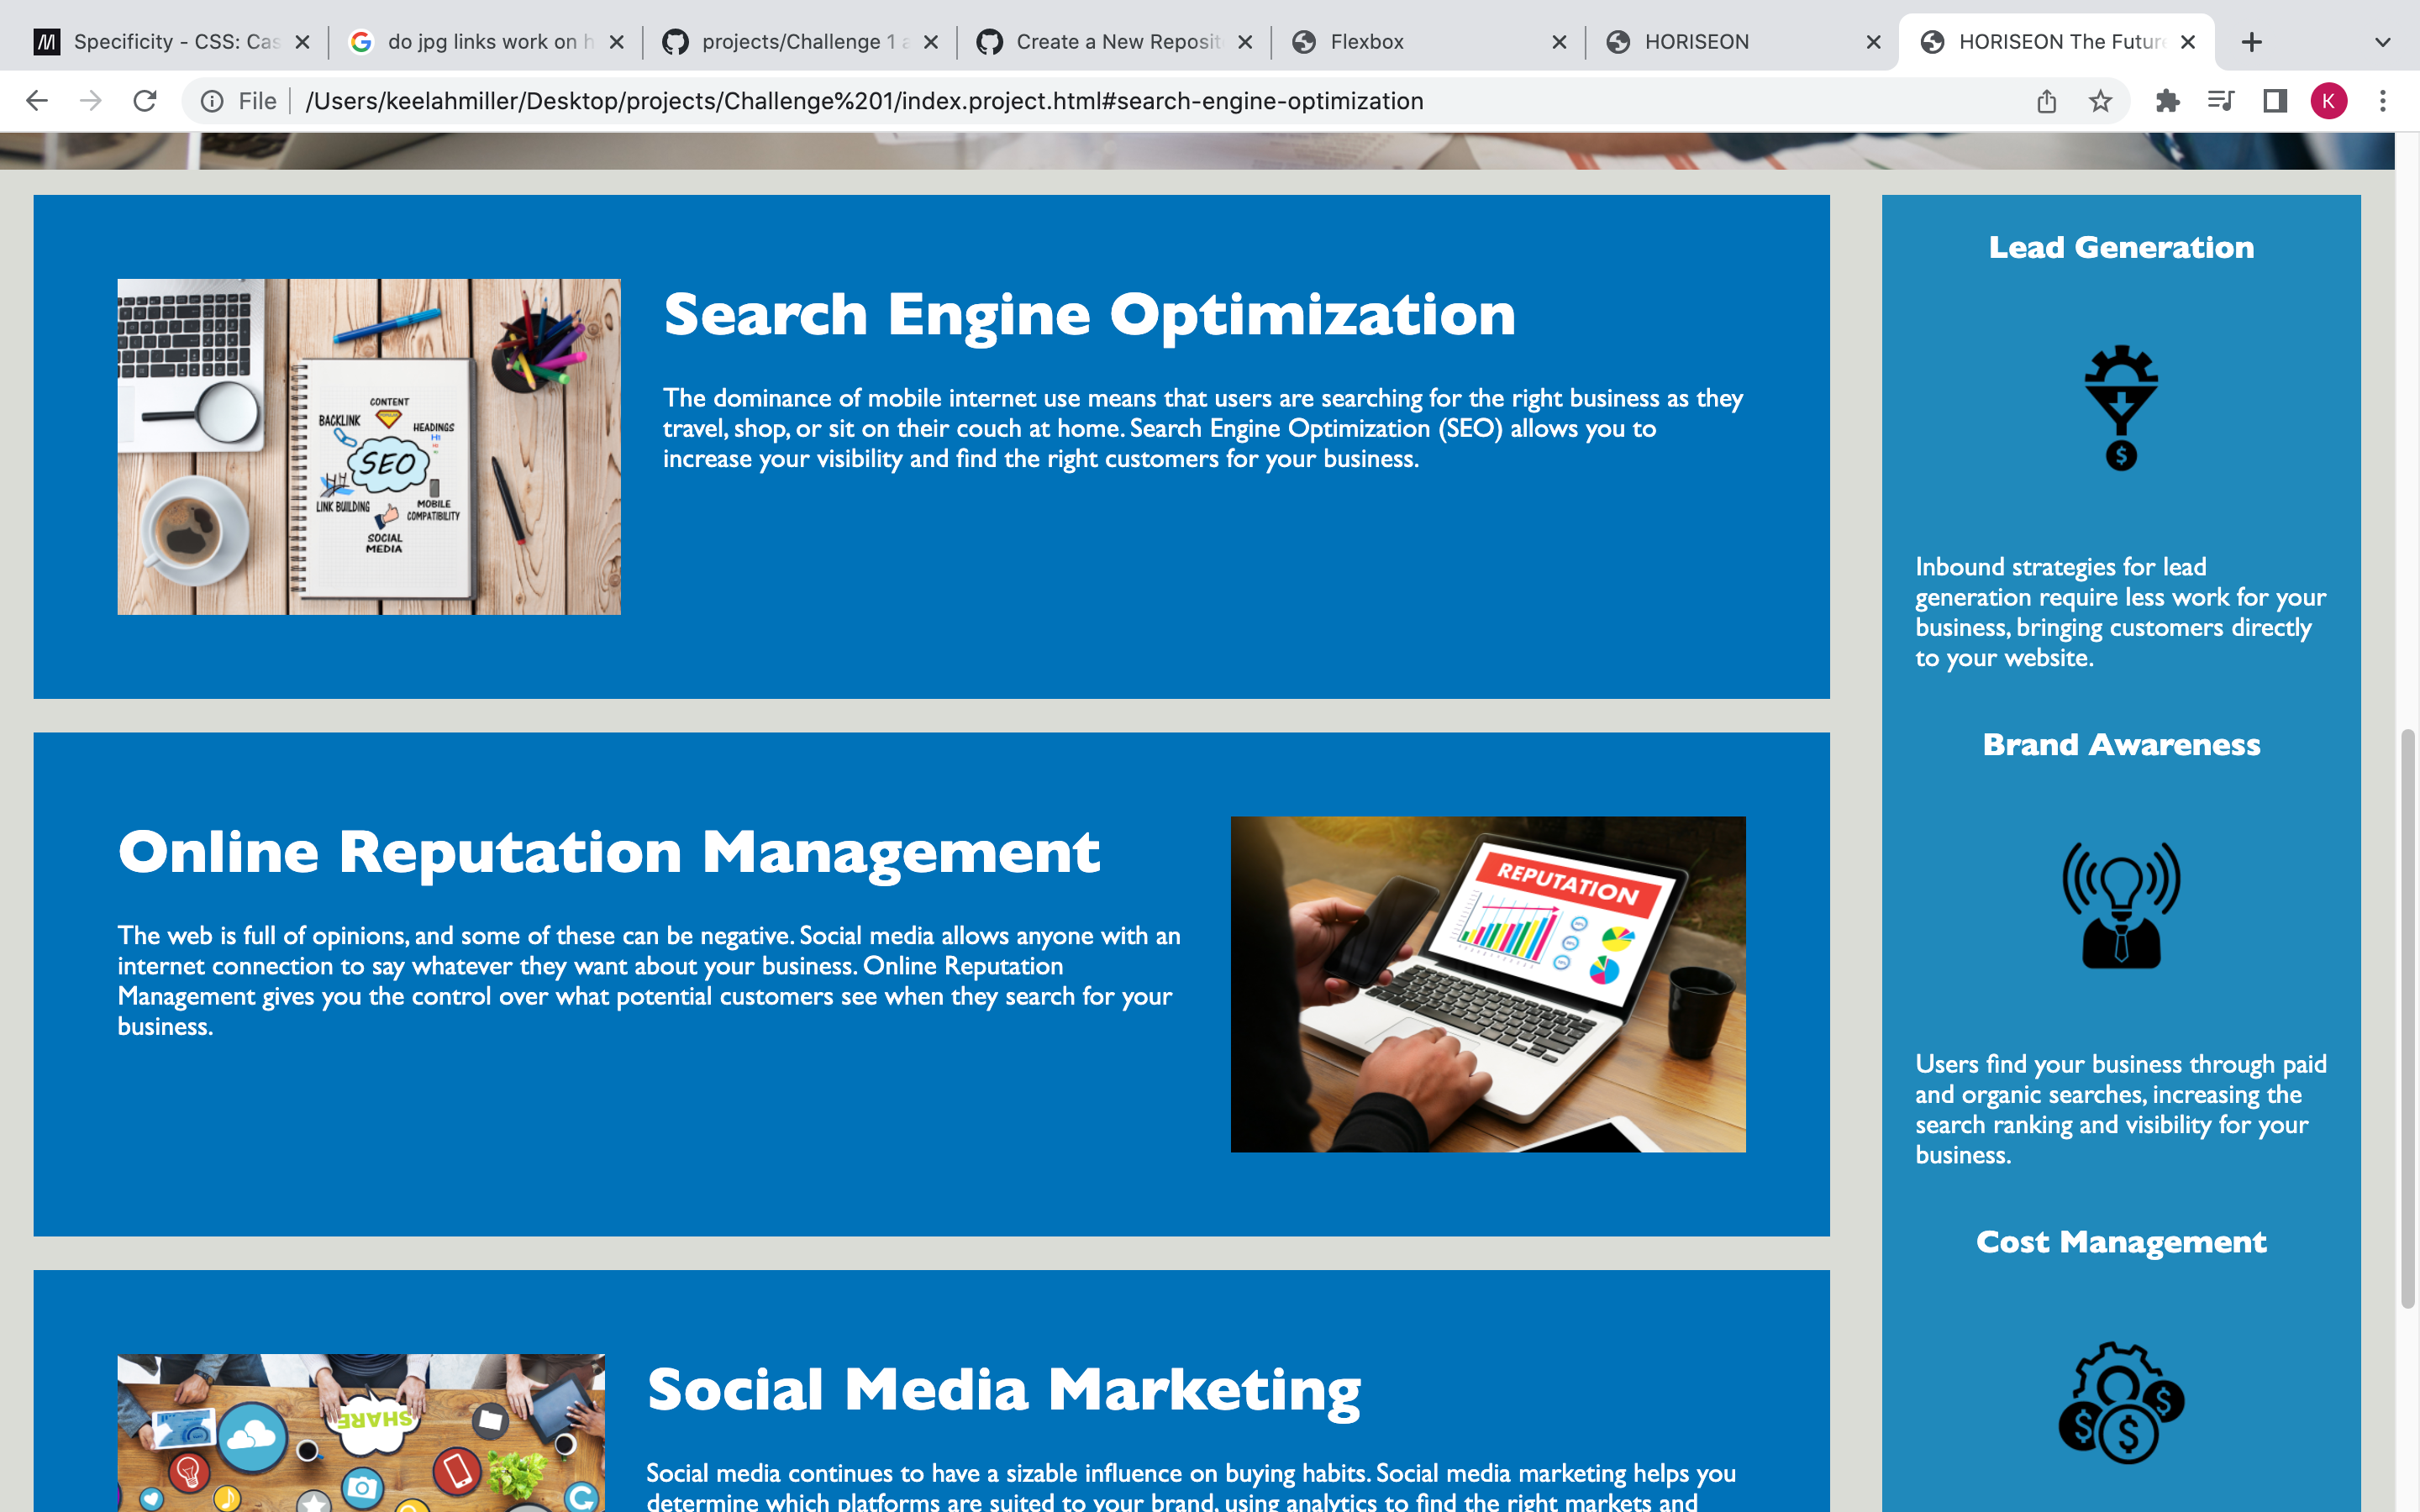 Specificity - CSS: Cas
do jpg links work on h
projects/Challenge 1 a
Create a New Reposit
Flexbox
HORISEON
HORISEON The Futur
File
/Users/keelahmiller/Desktop/projects/Challenge%201/index.project.html#search-engine-optimization
K
CONTENT
BACKLINK
HEADINGS
H1
SEO
LINK BUILDING
MOBILE
COMPATIBILITY
SOCIAL
MEDIA
Search Engine Optimization
The dominance of mobile internet use means that users are searching for the right business as they
travel, shop, or sit on their couch at home. Search Engine Optimization (SEO) allows you to
increase your visibility and find the right customers for your business.
Online Reputation Management
The web is full of opinions, and some of these can be negative. Social media allows anyone with an
internet connection to say whatever they want about your business. Online Reputation
Management gives you the control over what potential customers see when they search for your
business.
REPUTATION
SHARE
Social Media Marketing
Social media continues to have a sizable influence on buying habits. Social media marketing helps you
determine which platforms are suited to your brand, using analytics to find the right markets and
Lead Generation
$
Inbound strategies for lead
generation require less work for your
business, bringing customers directly
to your website.
Brand Awareness
Users find your business through paid
and organic searches, increasing the
search ranking and visibility for your
business.
Cost Management
$
$
$